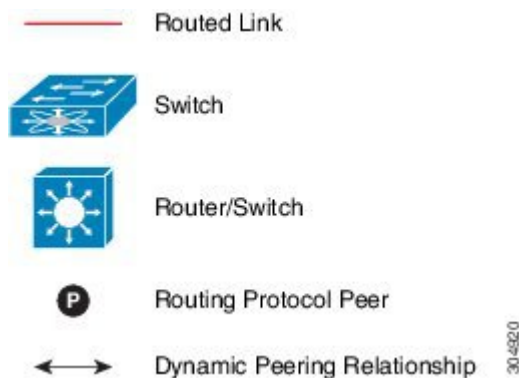 Routed Link
Switch
Router/Switch
P
Routing Protocol Peer
Dynamic Peering Relationship
304920